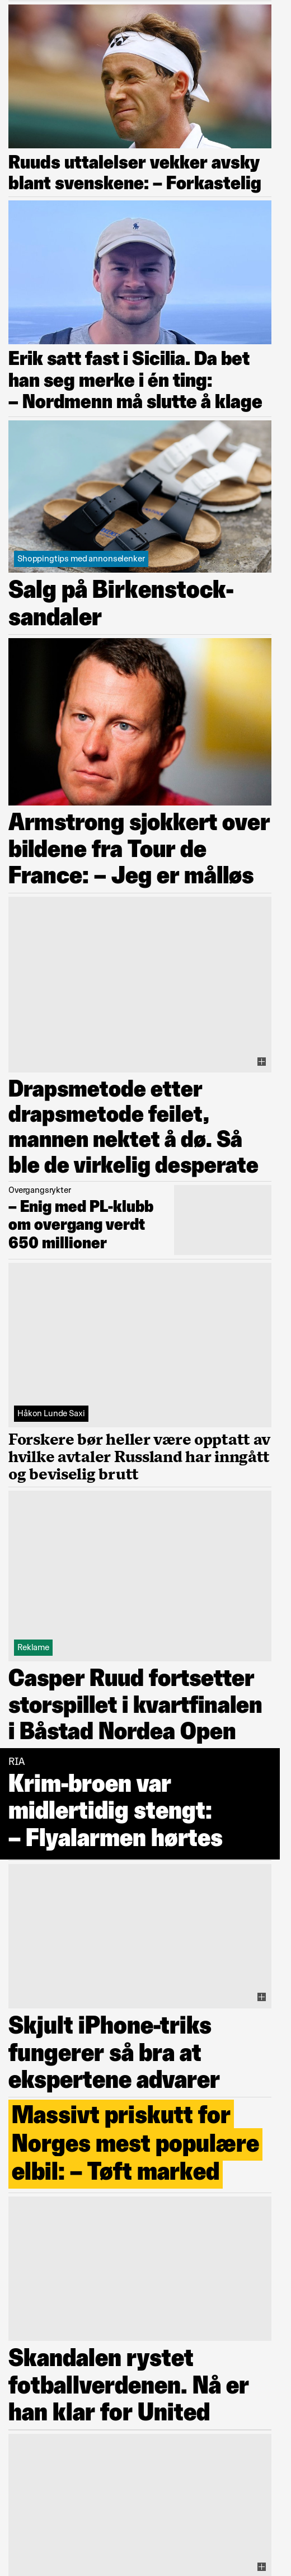 Ruuds uttalelser vekker avsky
blant svenskene: – Forkastelig
Erik satt fast i Sicilia. Da bet
han seg merke i én ting:
– Nordmenn må slutte å klage
Shoppingtips med annonselenker
Salg på Birkenstock-
sandaler
Armstrong sjokkert over
bildene fra Tour de
France: – Jeg er målløs
Drapsmetode etter
drapsmetode feilet,
mannen nektet å dø. Så
ble de virkelig desperate
Overgangsrykter
– Enig med PL-klubb
om overgang verdt
650 millioner
Håkon Lunde Saxi
Forskere bør heller være opptatt av
hvilke avtaler Russland har inngått
og beviselig brutt
Reklame
Casper Ruud fortsetter
storspillet i kvartfinalen
i Båstad Nordea Open
RIA
Krim-broen var
midlertidig stengt:
– Flyalarmen hørtes
Skjult iPhone-triks
fungerer så bra at
ekspertene advarer
Massivt priskutt for
Norges mest populære
elbil: – Tøft marked
Skandalen rystet
fotballverdenen. Nå er
han klar for United